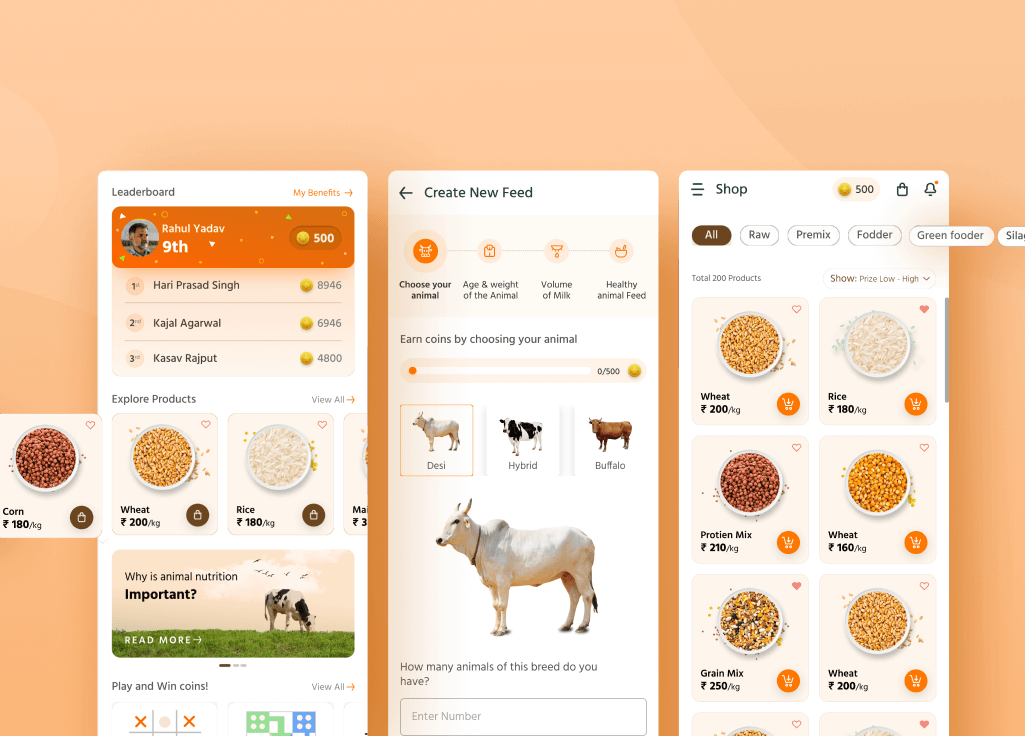 Leaderboard
My Benefits →
Rahul Yadav
9th
500
1st Hari Prasad Singh 8946
2nd Kajal Agarwal 6946
3rd Kasav Rajput 4800
Explore Products View All →
Corn
₹ 180/kg
Wheat
₹ 200/kg
Rice
₹ 180/kg
Mai
₹ 3
Why is animal nutrition
Important?
READ MORE →
Play and Win coins! View All →
← Create New Feed
Choose your
animal
Age & weight
of the Animal
Volume
of Milk
Healthy
animal Feed
Earn coins by choosing your animal
0/500
Desi
Hybrid
Buffalo
How many animals of this breed do you
have?
Enter Number
Shop
500
All
Raw
Premix
Fodder
Green fooder
Sila
Total 200 Products
Show: Prize Low - High
Wheat
₹ 200/kg
Rice
₹ 180/kg
Protien Mix
₹ 210/kg
Wheat
₹ 160/kg
Grain Mix
₹ 250/kg
Wheat
₹ 200/kg